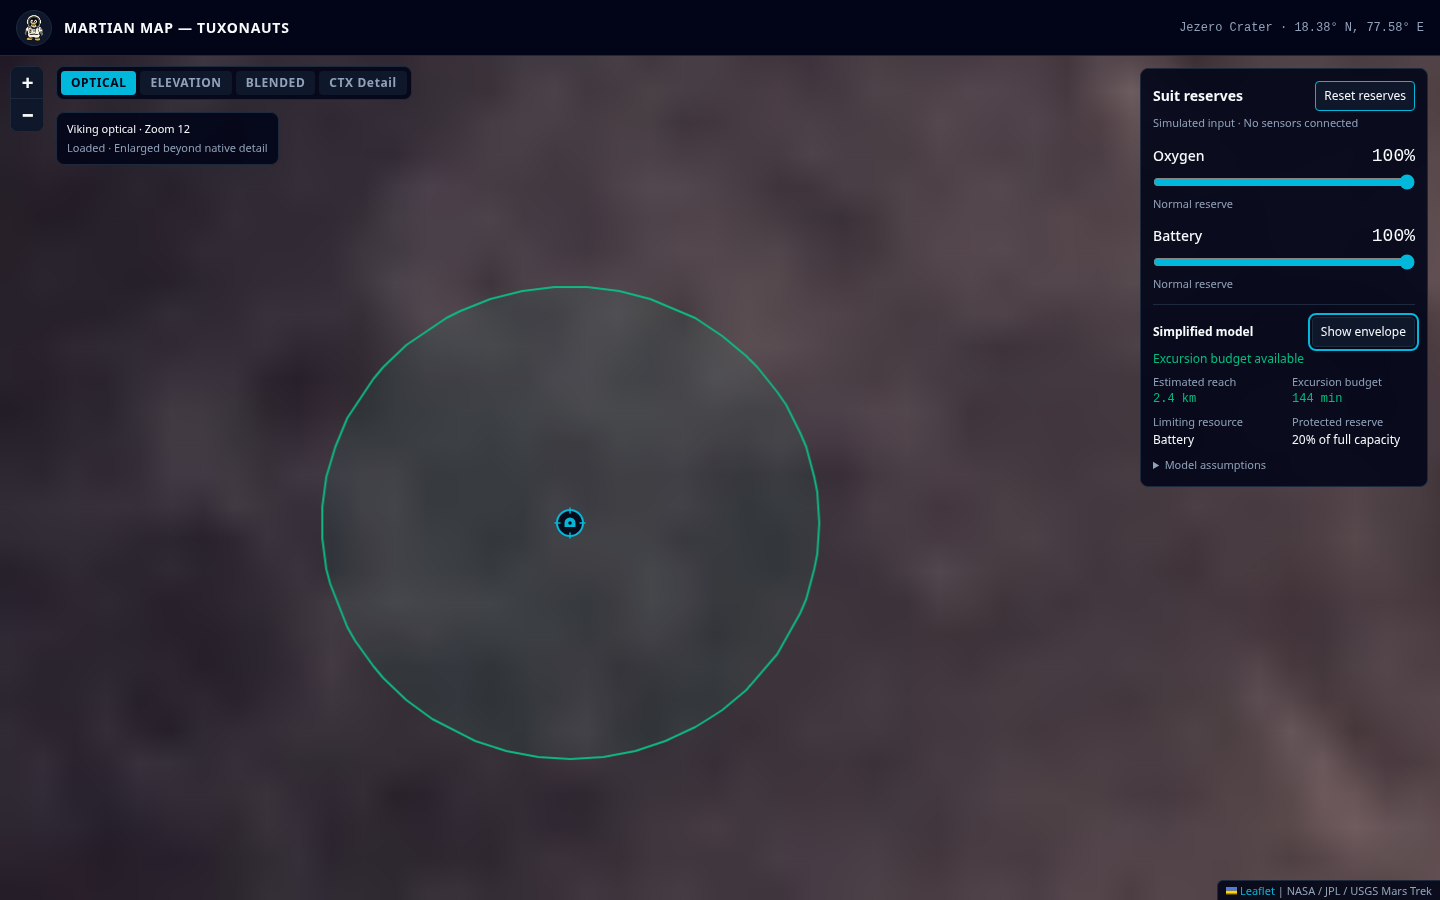 MARTIAN MAP — TUXONAUTS
Jezero Crater · 18.38° N, 77.58° E
+
−
OPTICAL
ELEVATION
BLENDED
CTX Detail
Viking optical · Zoom 12
Loaded · Enlarged beyond native detail
Suit reserves
Reset reserves
Simulated input · No sensors connected
Oxygen
100%
Normal reserve
Battery
100%
Normal reserve
Simplified model
Show envelope
Excursion budget available
Estimated reach
2.4 km
Excursion budget
144 min
Limiting resource
Battery
Protected reserve
20% of full capacity
Model assumptions
Leaflet | NASA / JPL / USGS Mars Trek